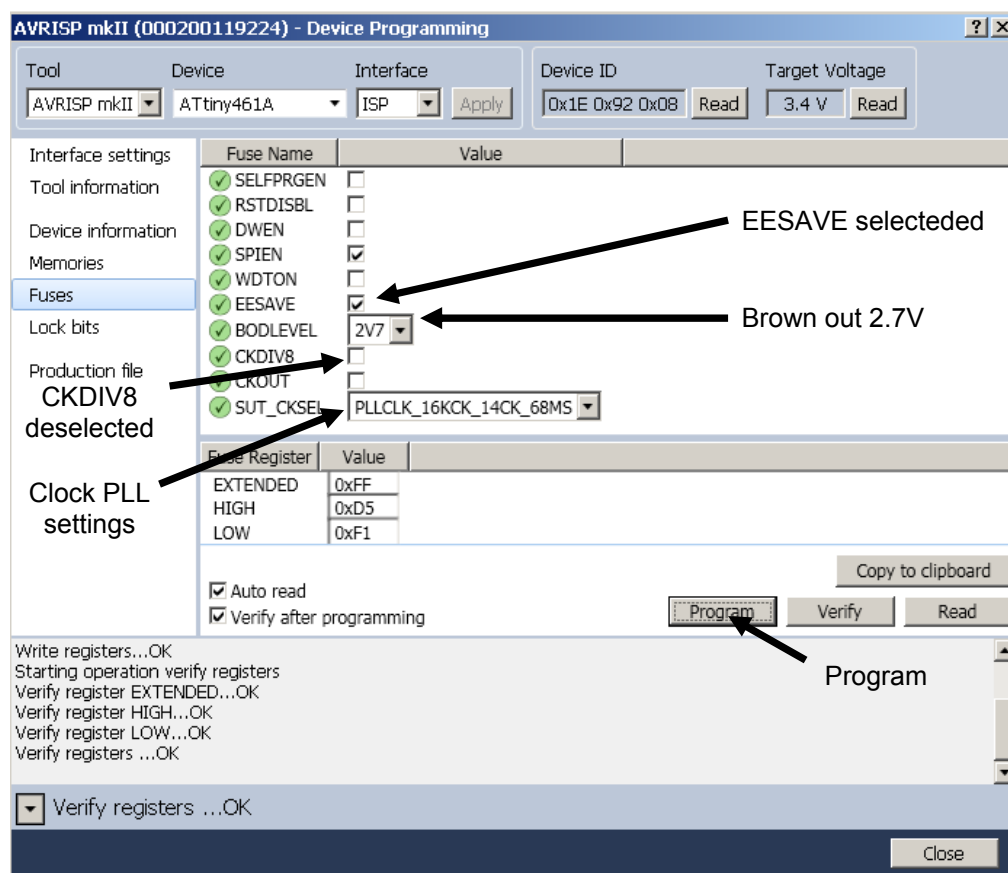 AVRISP mkII (000200119224) - Device Programming
Tool Device Interface Device ID Target Voltage
AVRISP mkII ATtiny461A ISP Apply 0x1E 0x92 0x08 Read 3.4 V Read
Interface settings
Tool information
Device information
Memories
Fuses
Lock bits
Production file
Fuse Name Value
SELFPRGEN
RSTDISBL
DWEN
SPIEN
WDTON
EESAVE
BODLEVEL 2V7
CKDIV8
CKOUT
SUT_CKSEL PLLCLK_16KCK_14CK_68MS
EESAVE selecteded
Brown out 2.7V
CKDIV8
deselected
Clock PLL
settings
Fuse Register Value
EXTENDED 0xFF
HIGH 0xD5
LOW 0xF1
Copy to clipboard
Auto read
Verify after programming
Program Verify Read
Program
Write registers...OK
Starting operation verify registers
Verify register EXTENDED...OK
Verify register HIGH...OK
Verify register LOW...OK
Verify registers ...OK
Verify registers ...OK
Close